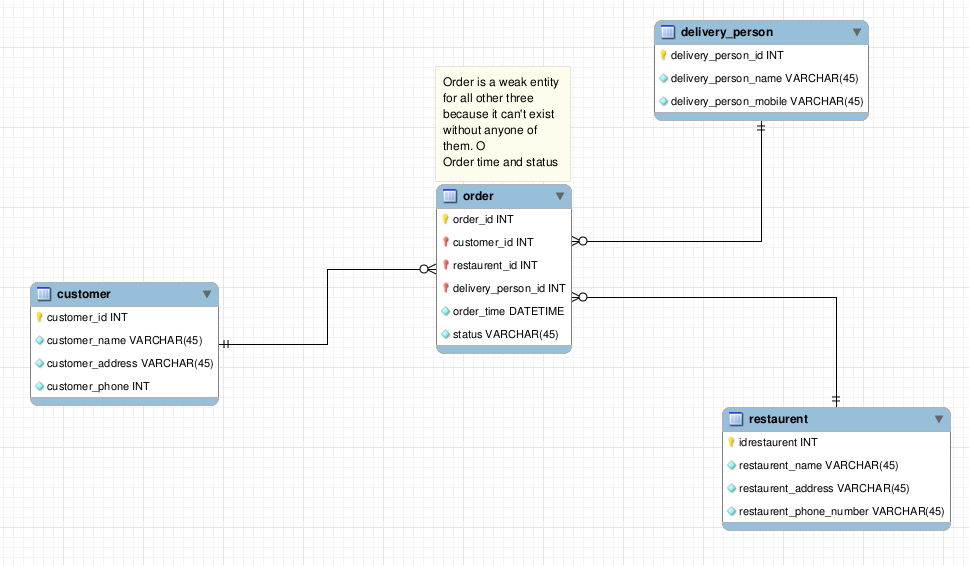 delivery_person
delivery_person_id INT
delivery_person_name VARCHAR(45)
delivery_person_mobile VARCHAR(45)
Order is a weak entity
for all other three
because it can't exist
without anyone of
them. O
Order time and status
order
order_id INT
customer_id INT
restaurent_id INT
delivery_person_id INT
order_time DATETIME
status VARCHAR(45)
customer
customer_id INT
customer_name VARCHAR(45)
customer_address VARCHAR(45)
customer_phone INT
restaurent
idrestaurent INT
restaurent_name VARCHAR(45)
restaurent_address VARCHAR(45)
restaurent_phone_number VARCHAR(45)